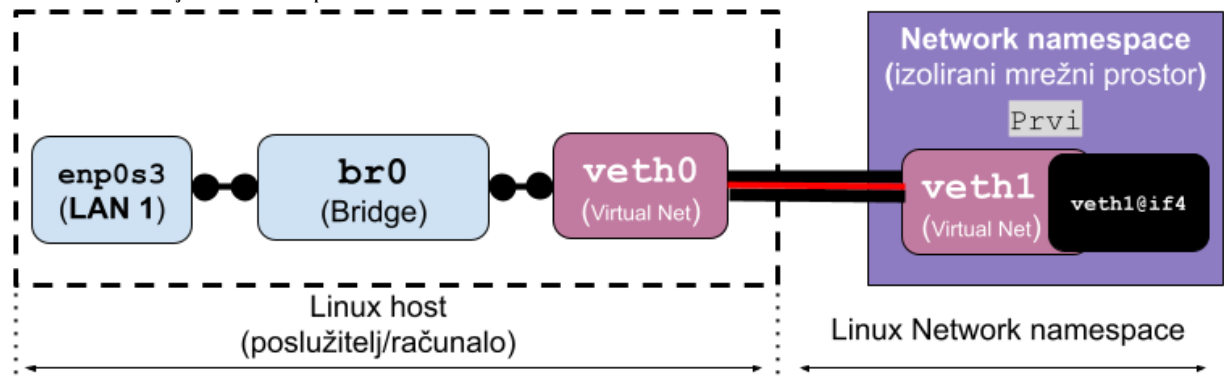 Network namespace
(izolirani mrežni prostor)
Prvi
enp0s3
(LAN 1)
br0
(Bridge)
veth0
(Virtual Net)
veth1
(Virtual Net)
veth1@if4
Linux host
(poslužitelj/računalo)
Linux Network namespace